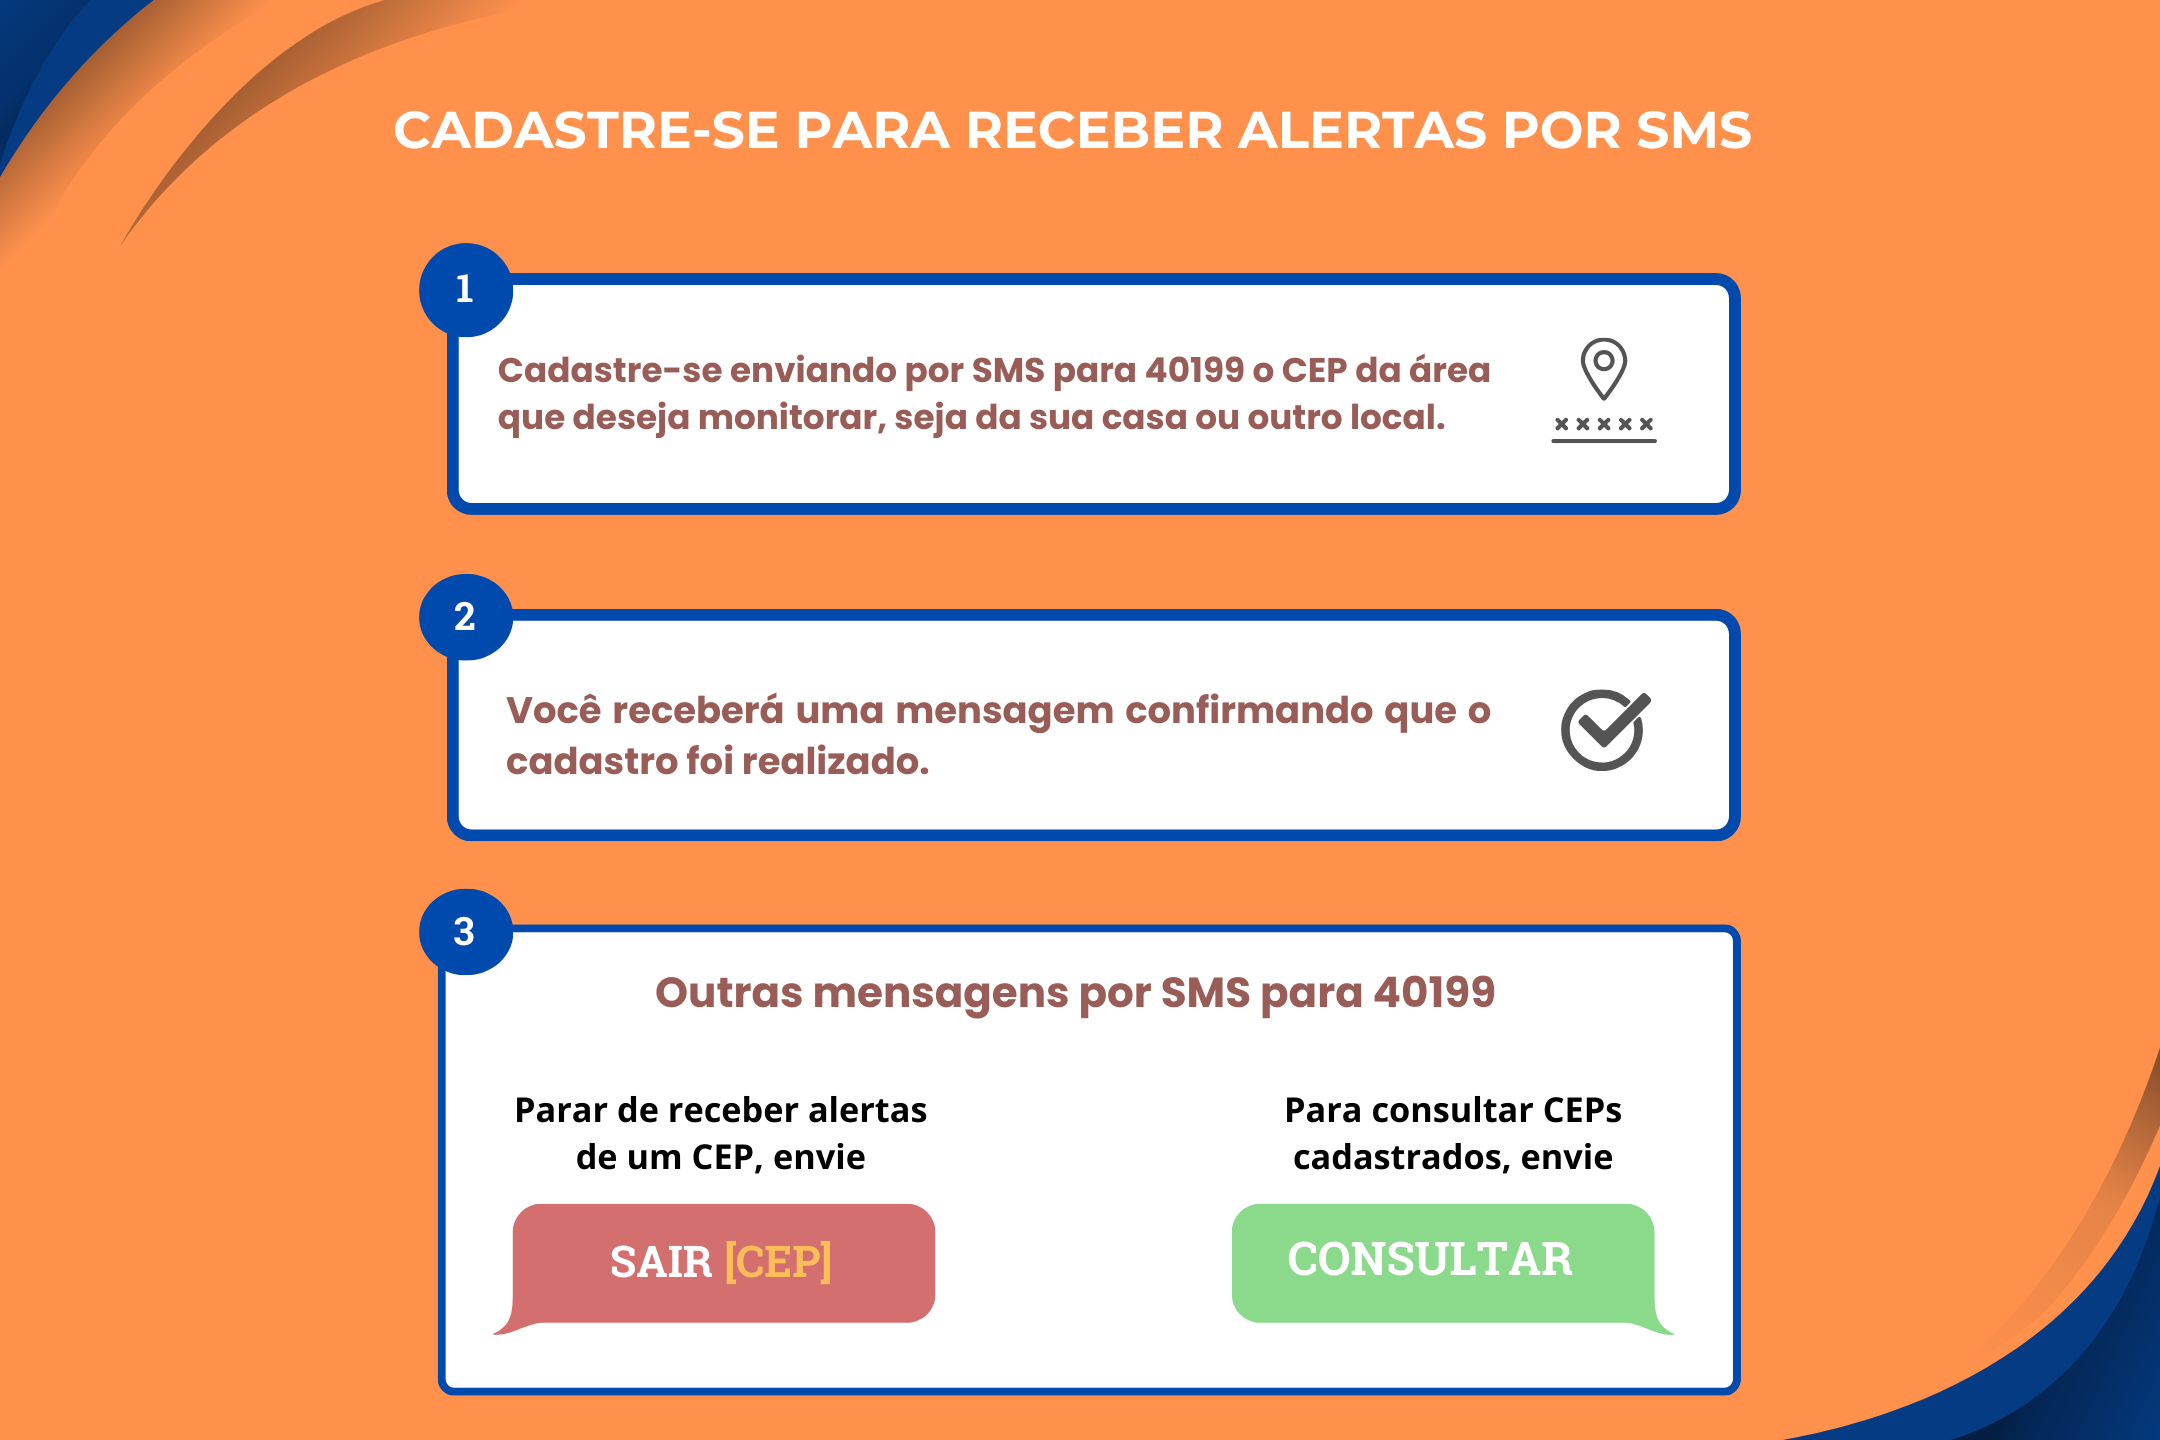 CADASTRE-SE PARA RECEBER ALERTAS POR SMS
1
Cadastre-se enviando por SMS para 40199 o CEP da área
que deseja monitorar, seja da sua casa ou outro local.
2
Você receberá uma mensagem confirmando que o
cadastro foi realizado.
3
Outras mensagens por SMS para 40199
Parar de receber alertas
de um CEP, envie
SAIR [CEP]
Para consultar CEPs
cadastrados, envie
CONSULTAR